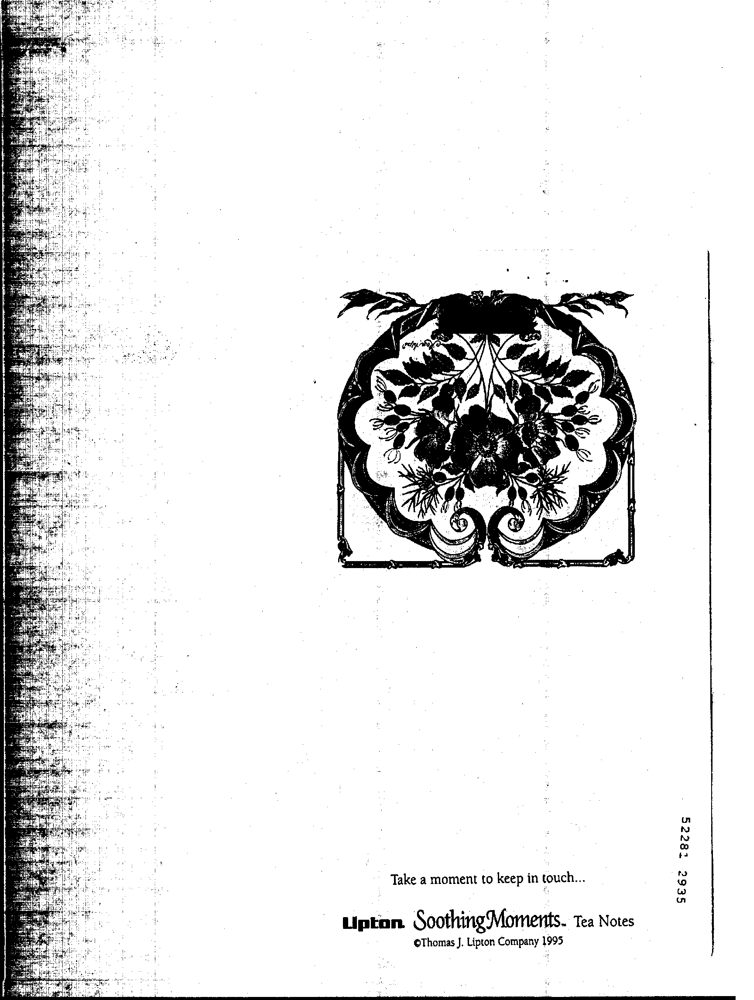 Take a moment to keep in touch...
Lipton. SoothingMoments™ Tea Notes
©Thomas J. Lipton Company 1995
52281 2935